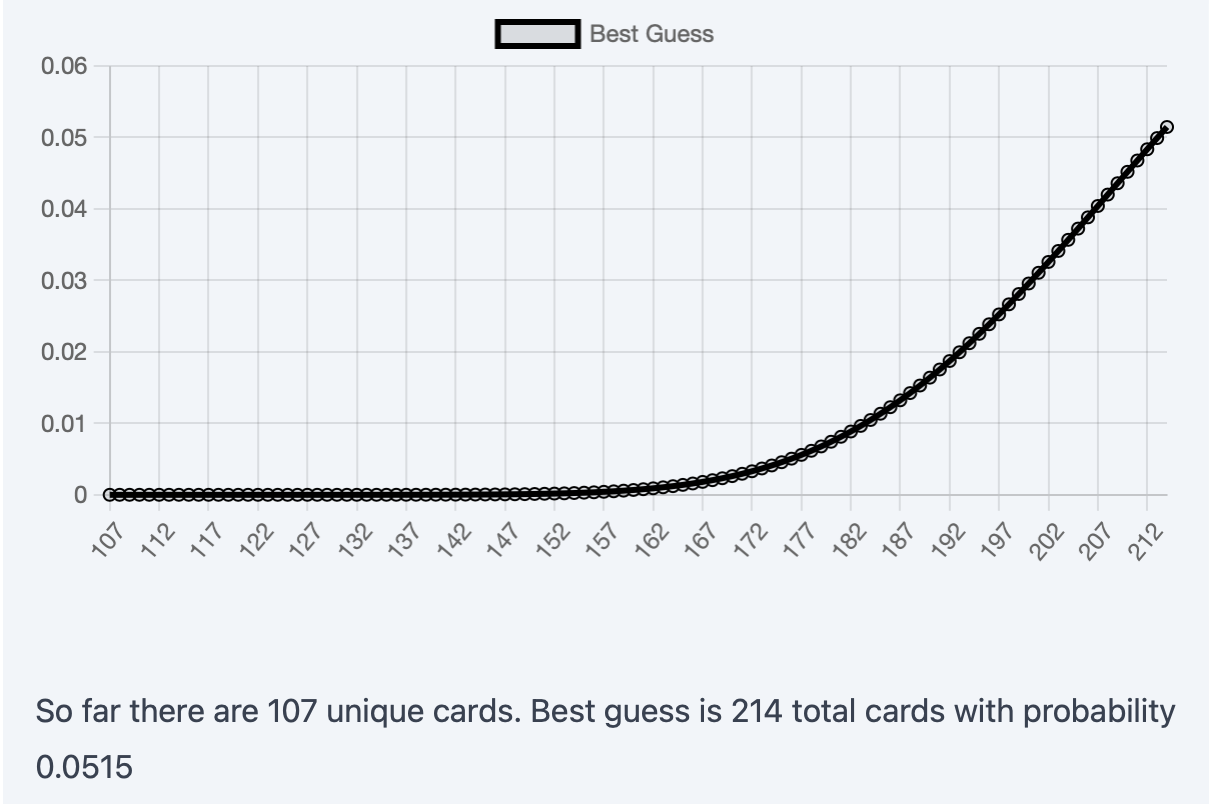 Best Guess
0.06
0.05
0.04
0.03
0.02
0.01
0
107 112 117 122 127 132 137 142 147 152 157 162 167 172 177 182 187 192 197 202 207 212
So far there are 107 unique cards. Best guess is 214 total cards with probability
0.0515